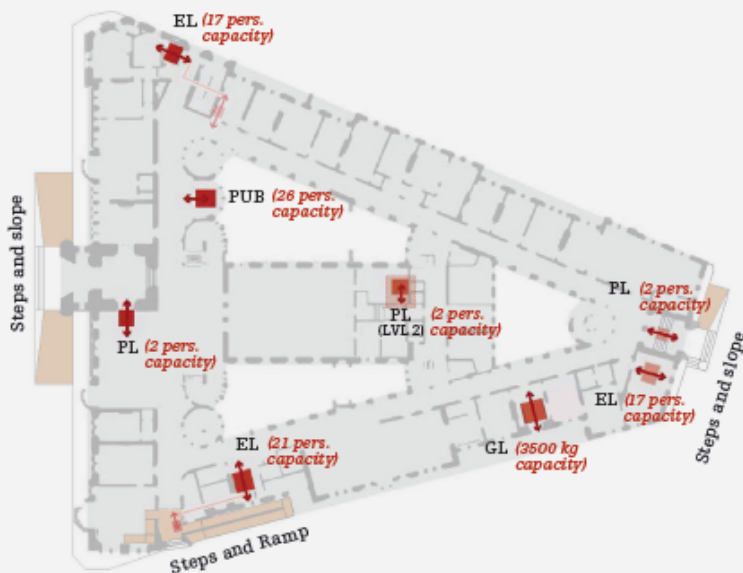 EL (17 pers.
capacity)
PUB (26 pers.
capacity)
Steps and slope
PL (2 pers.
capacity)
PL
(LVL 2) (2 pers.
capacity)
PL (2 pers.
capacity)
EL (17 pers.
capacity)
Steps and slope
EL (21 pers.
capacity)
GL (3500 kg
capacity)
Steps and Ramp